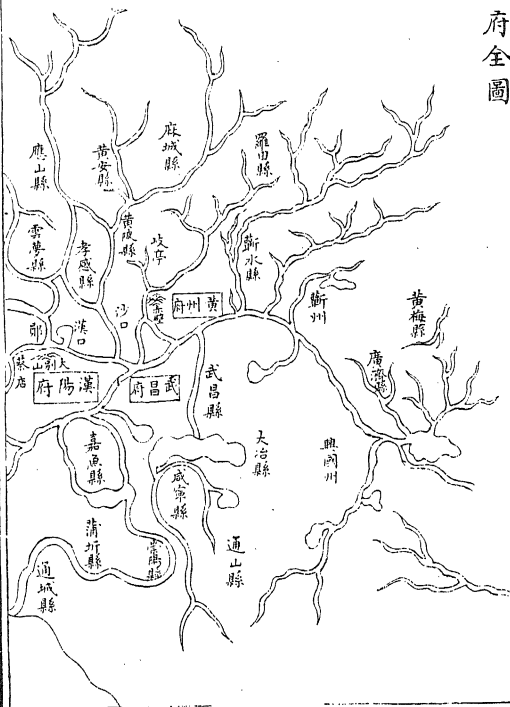 府全圖
應山縣
黃安縣
麻城縣
羅田縣
雲夢縣
孝感縣
黃陂縣
岐亭
蘄水縣
蘄州
黃梅縣
廣濟縣
漢口
沙口
黃州府
赤壁
大別山
蔡店
漢陽府
武昌府
武昌縣
大冶縣
興國州
嘉魚縣
咸寧縣
蒲圻縣
崇陽縣
通山縣
通城縣